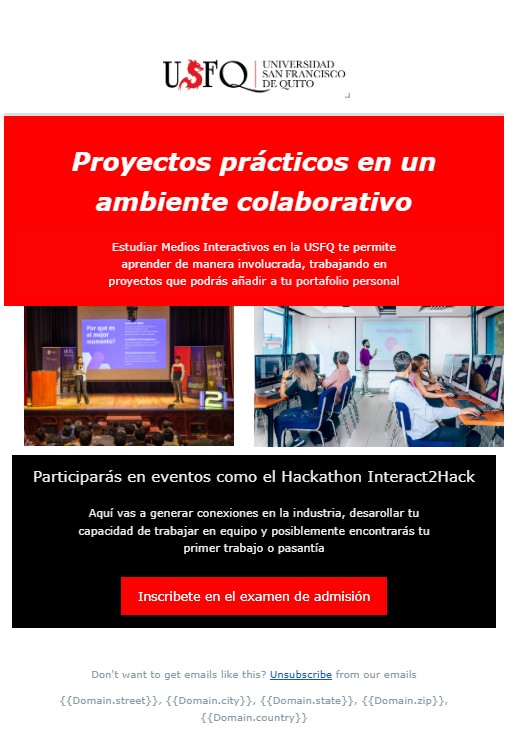 USFQ
UNIVERSIDAD
SAN FRANCISCO
DE QUITO
Proyectos prácticos en un
ambiente colaborativo
Estudiar Medios Interactivos en la USFQ te permite
aprender de manera involucrada, trabajando en
proyectos que podrás añadir a tu portafolio personal
Por que es
el mejor
momento?
Participarás en eventos como el Hackathon Interact2Hack
Aquí vas a generar conexiones en la industria, desarollar tu
capacidad de trabajar en equipo y posiblemente encontrarás tu
primer trabajo o pasantía
Inscribete en el examen de admisión
Don't want to get emails like this? Unsubscribe from our emails
{{Domain.street}}, {{Domain.city}}, {{Domain.state}}, {{Domain.zip}},
{{Domain.country}}